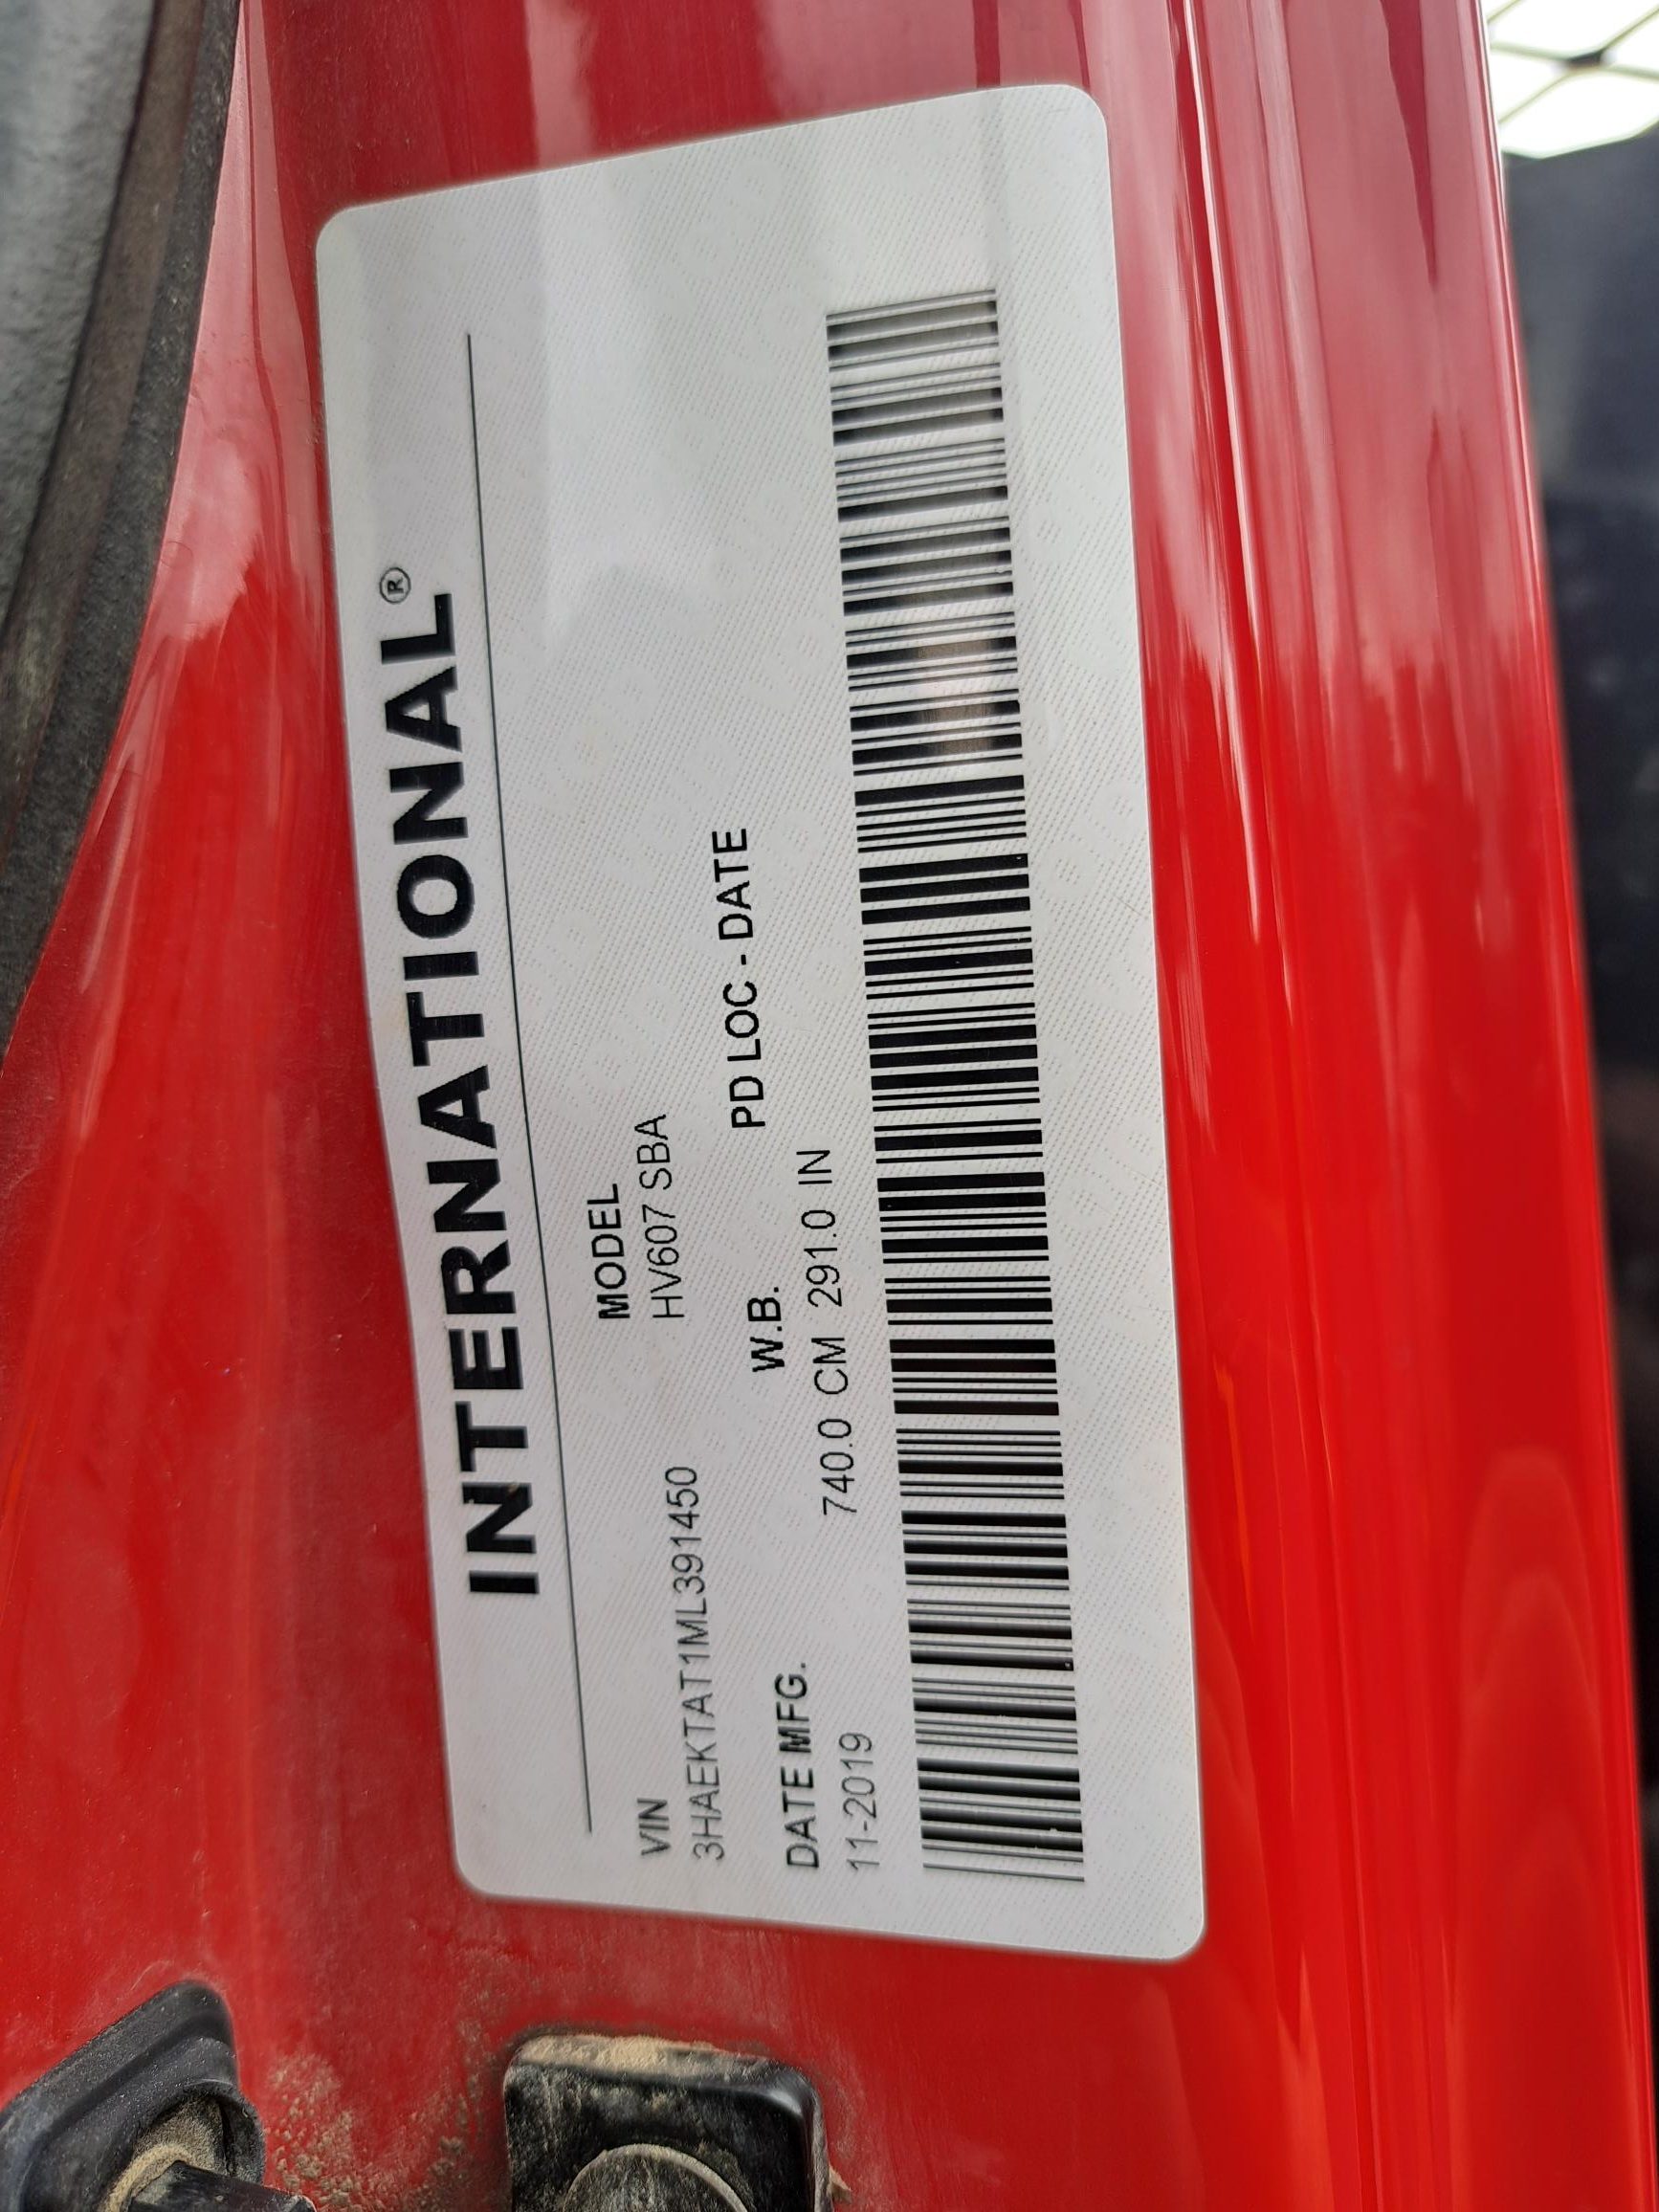 INTERNATIONAL®
VIN
3HAEKTAT1ML391450
MODEL
HV607 SBA
DATE MFG.
11-2019
W.B.
740.0 CM 291.0 IN
PD LOC - DATE